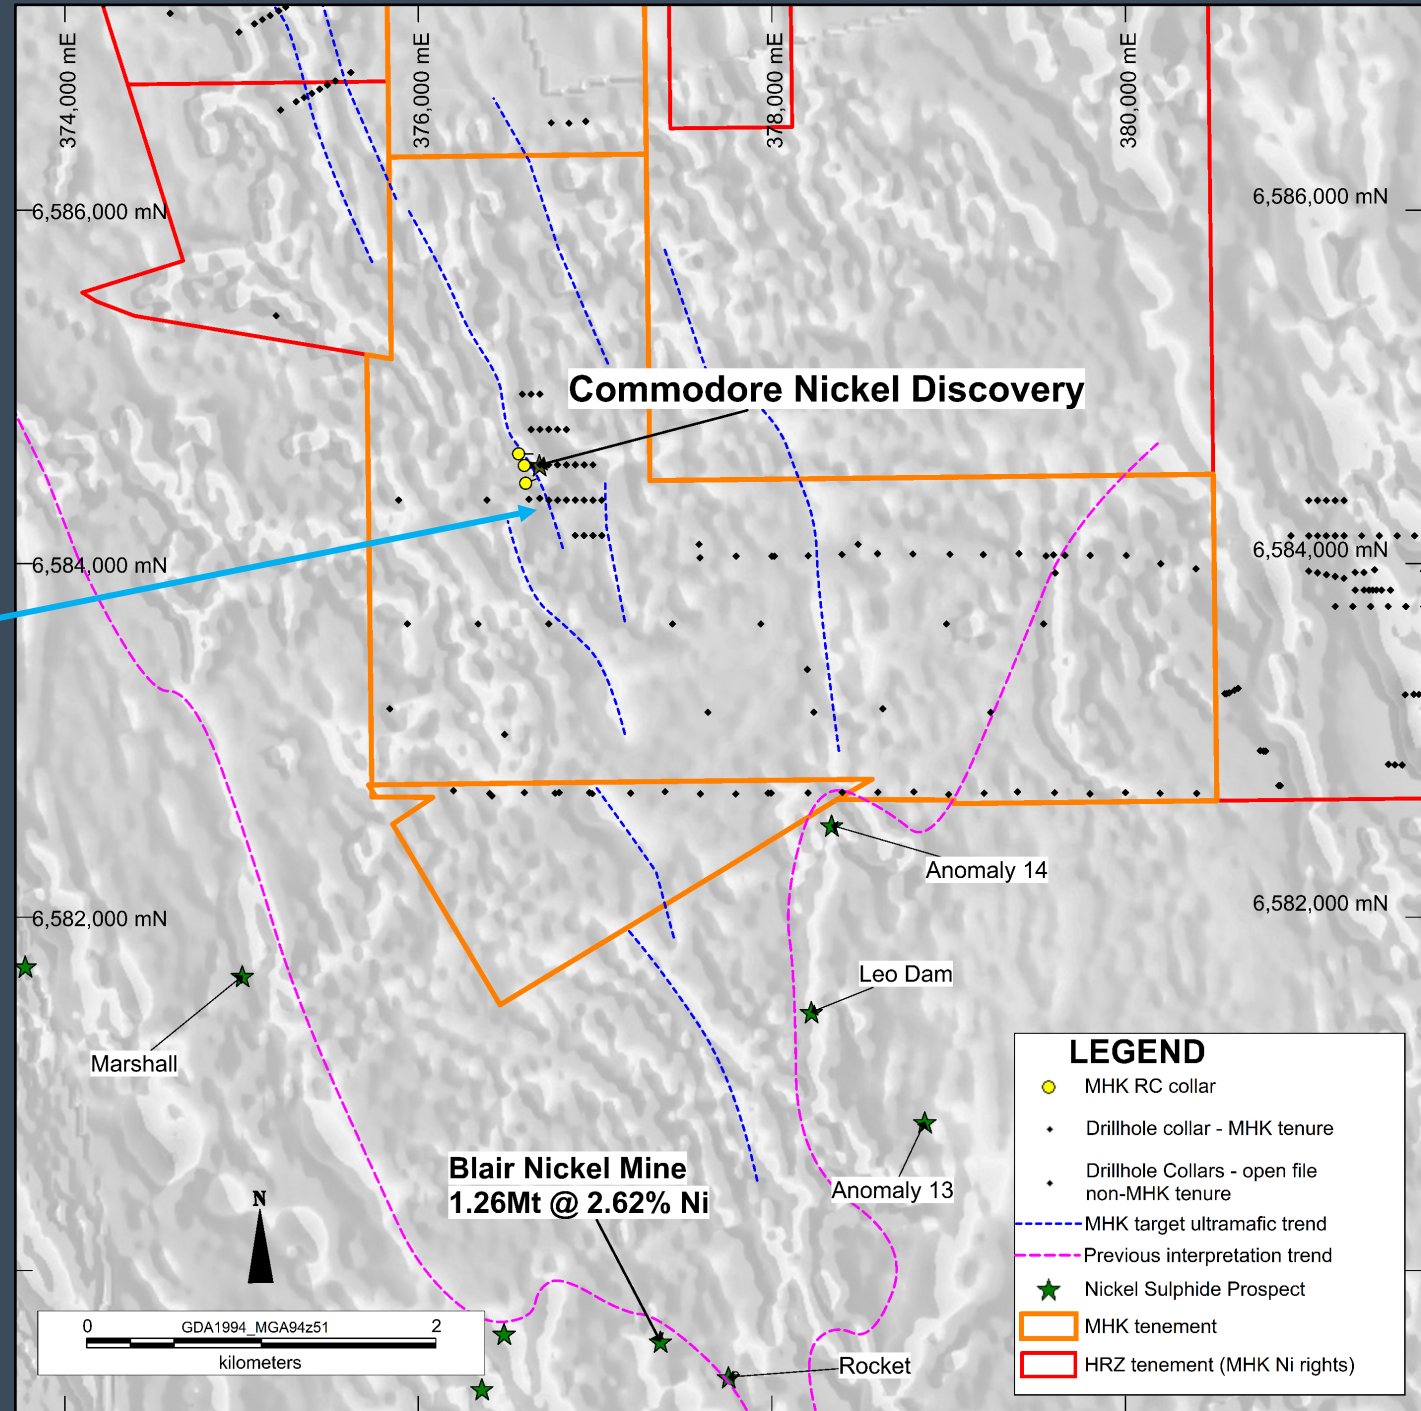 374,000 mE
376,000 mE
378,000 mE
380,000 mE
6,586,000 mN
6,586,000 mN
Commodore Nickel Discovery
6,584,000 mN
6,584,000 mN
Anomaly 14
6,582,000 mN
6,582,000 mN
Leo Dam
Marshall
Anomaly 13
Blair Nickel Mine
1.26Mt @ 2.62% Ni
Rocket
N
0
GDA1994_MGA94z51
2
kilometers
LEGEND
MHK RC collar
Drillhole collar - MHK tenure
Drillhole Collars - open file
non-MHK tenure
MHK target ultramafic trend
Previous interpretation trend
Nickel Sulphide Prospect
MHK tenement
HRZ tenement (MHK Ni rights)